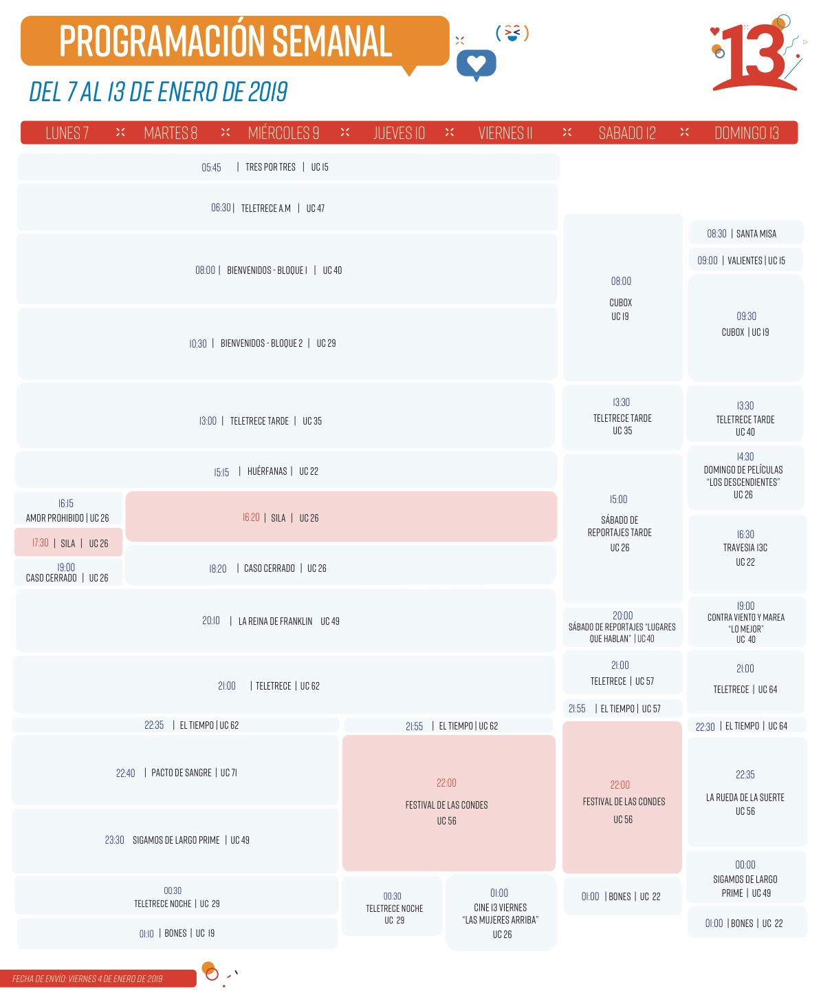 PROGRAMACIÓN SEMANAL
13
DEL 7 AL 13 DE ENERO DE 2019
LUNES 7 MARTES 8 MIÉRCOLES 9 JUEVES 10 VIERNES 11 SABADO 12 DOMINGO 13
05:45 | TRES POR TRES | UC 15
06:30 | TELETRECE A.M | UC 47
08:00 | BIENVENIDOS - BLOQUE 1 | UC 40
10:30 | BIENVENIDOS - BLOQUE 2 | UC 29
13:00 | TELETRECE TARDE | UC 35
15:15 | HUÉRFANAS | UC 22
16:15
AMOR PROHIBIDO | UC 26
17:30 | SILA | UC 26
19:00
CASO CERRADO | UC 26
16:20 | SILA | UC 26
18:20 | CASO CERRADO | UC 26
20:10 | LA REINA DE FRANKLIN UC 49
21:00 | TELETRECE | UC 62
22:35 | EL TIEMPO | UC 62
22:40 | PACTO DE SANGRE | UC 71
23:30 SIGAMOS DE LARGO PRIME | UC 49
00:30
TELETRECE NOCHE | UC 29
01:10 | BONES | UC 19
21:55 | EL TIEMPO | UC 62
22:00
FESTIVAL DE LAS CONDES
UC 56
00:30
TELETRECE NOCHE
UC 29
01:00
CINE 13 VIERNES
“LAS MUJERES ARRIBA”
UC 26
08:00
CUBOX
UC 19
13:30
TELETRECE TARDE
UC 35
15:00
SÁBADO DE
REPORTAJES TARDE
UC 26
20:00
SÁBADO DE REPORTAJES “LUGARES
QUE HABLAN” | UC 40
21:00
TELETRECE | UC 57
21:55 | EL TIEMPO | UC 57
22:00
FESTIVAL DE LAS CONDES
UC 56
01:00 | BONES | UC 22
08:30 | SANTA MISA
09:00 | VALIENTES | UC 15
09:30
CUBOX | UC 19
13:30
TELETRECE TARDE
UC 40
14:30
DOMINGO DE PELÍCULAS
“LOS DESCENDIENTES”
UC 26
16:30
TRAVESIA 13C
UC 22
19:00
CONTRA VIENTO Y MAREA
“LO MEJOR”
UC 40
21:00
TELETRECE | UC 64
22:30 | EL TIEMPO | UC 64
22:35
LA RUEDA DE LA SUERTE
UC 56
00:00
SIGAMOS DE LARGO
PRIME | UC 49
01:00 | BONES | UC 22
FECHA DE ENVÍO: VIERNES 4 DE ENERO DE 2019